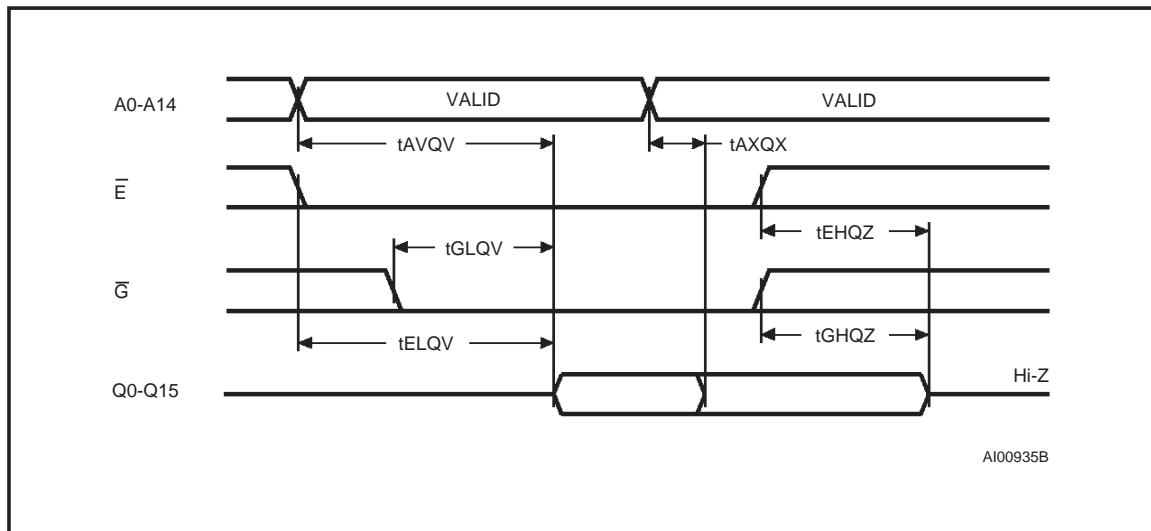 A0-A14
VALID
VALID
tAVQV
tAXQX
E̅
tEHQZ
tGLQV
G̅
tGHQZ
tELQV
Q0-Q15
Hi-Z
AI00935B